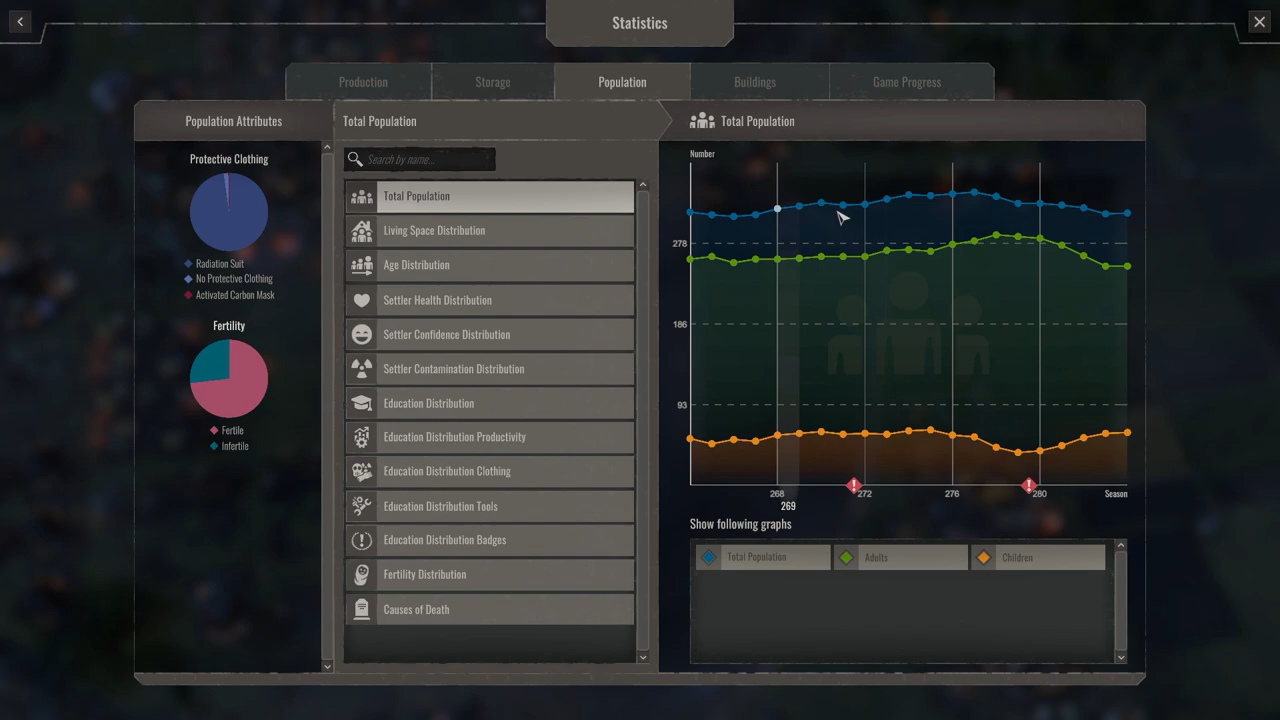 Statistics
Production
Storage
Population
Buildings
Game Progress
Population Attributes
Protective Clothing
Radiation Suit
No Protective Clothing
Activated Carbon Mask
Fertility
Fertile
Infertile
Total Population
Search by name...
Total Population
Living Space Distribution
Age Distribution
Settler Health Distribution
Settler Confidence Distribution
Settler Contamination Distribution
Education Distribution
Education Distribution Productivity
Education Distribution Clothing
Education Distribution Tools
Education Distribution Badges
Fertility Distribution
Causes of Death
Total Population
Number
278
186
93
268 272 276 280 Season
269
Show following graphs
Total Population Adults Children